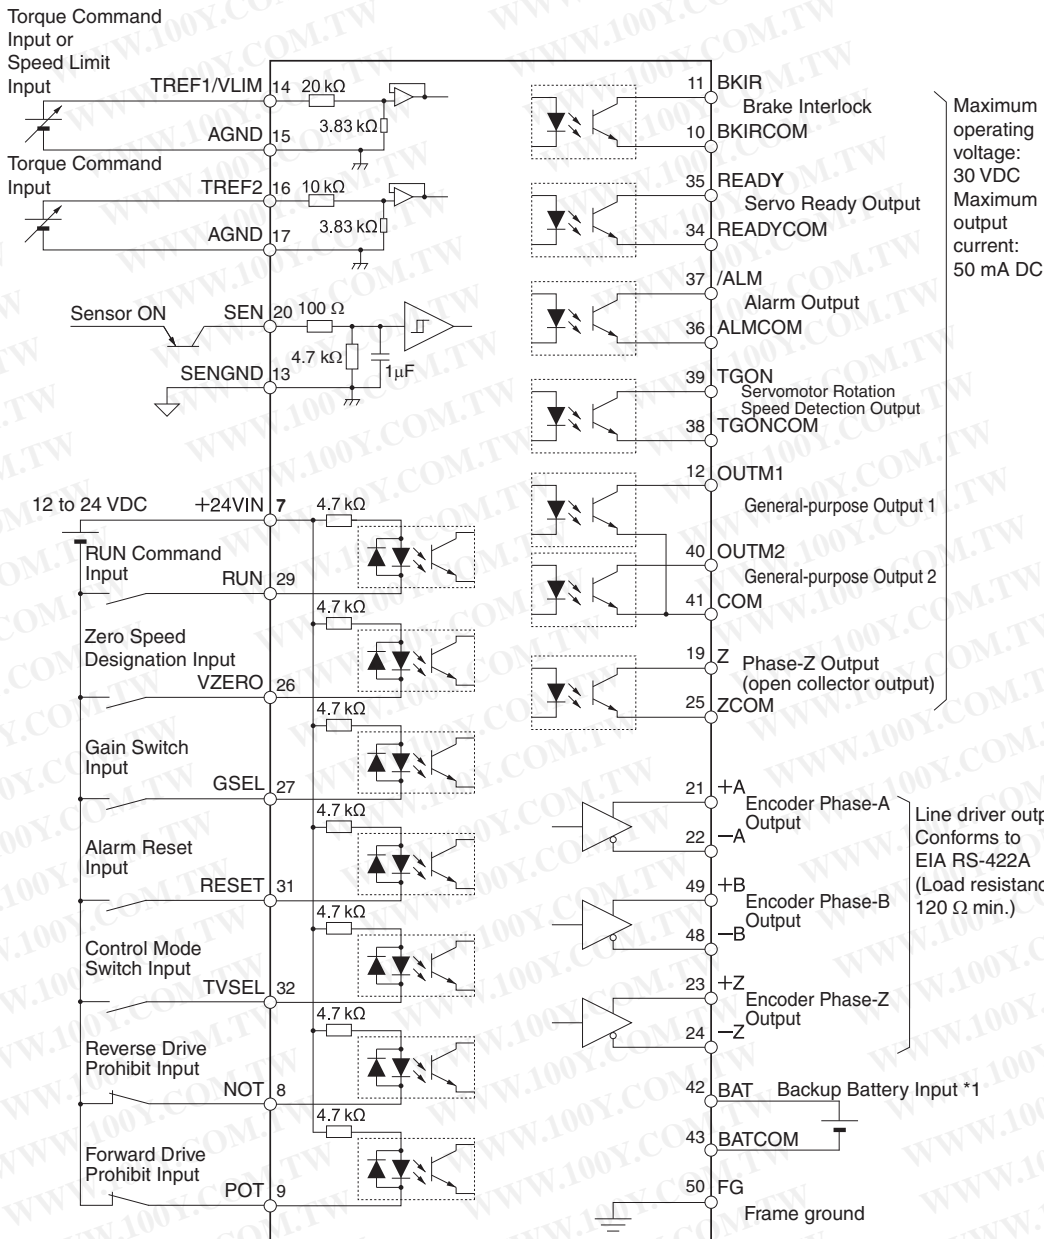 Torque Command
Input or
Speed Limit
Input
TREF1/VLIM 14 20 kΩ
3.83 kΩ
AGND 15
Torque Command
Input
TREF2 16 10 kΩ
3.83 kΩ
AGND 17
Sensor ON SEN 20 100 Ω
4.7 kΩ 1µF
SENGND 13
12 to 24 VDC +24VIN 7 4.7 kΩ
RUN Command
Input
RUN 29
4.7 kΩ
Zero Speed
Designation Input
VZERO 26
4.7 kΩ
Gain Switch
Input
GSEL 27
4.7 kΩ
Alarm Reset
Input
RESET 31
4.7 kΩ
Control Mode
Switch Input
TVSEL 32
4.7 kΩ
Reverse Drive
Prohibit Input
NOT 8
4.7 kΩ
Forward Drive
Prohibit Input
POT 9
11 BKIR
Brake Interlock
10 BKIRCOM
35 READY
Servo Ready Output
34 READYCOM
37 /ALM
Alarm Output
36 ALMCOM
39 TGON
Servomotor Rotation
Speed Detection Output
38 TGONCOM
12 OUTM1
General-purpose Output 1
40 OUTM2
General-purpose Output 2
41 COM
19 Z
Phase-Z Output
(open collector output)
25 ZCOM
Maximum
operating
voltage:
30 VDC
Maximum
output
current:
50 mA DC
21 +A
Encoder Phase-A
Output
22 −A
49 +B
Encoder Phase-B
Output
48 −B
23 +Z
Encoder Phase-Z
Output
24 −Z
Line driver outp
Conforms to
EIA RS-422A
(Load resistanc
120 Ω min.)
42 BAT Backup Battery Input *1
43 BATCOM
50 FG
Frame ground
WWW.100Y.COM.TW